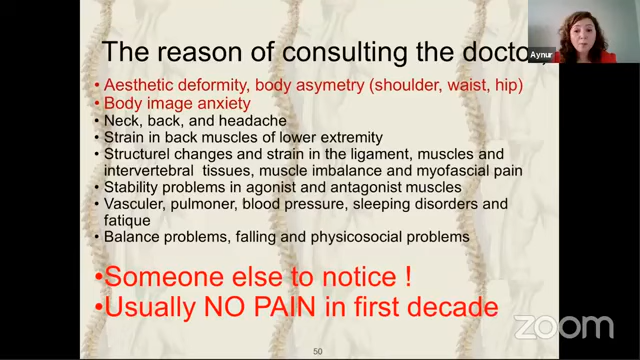 The reason of consulting the docto
Aynur
• Aesthetic deformity, body asymetry (shoulder, waist, hip)
• Body image anxiety
• Neck, back, and headache
• Strain in back muscles of lower extremity
• Structurel changes and strain in the ligament, muscles and
intervertebral tissues, muscle imbalance and myofascial pain
• Stability problems in agonist and antagonist muscles
• Vasculer, pulmoner, blood pressure, sleeping disorders and
fatique
• Balance problems, falling and physicosocial problems
•Someone else to notice !
•Usually NO PAIN in first decade
zoom
50